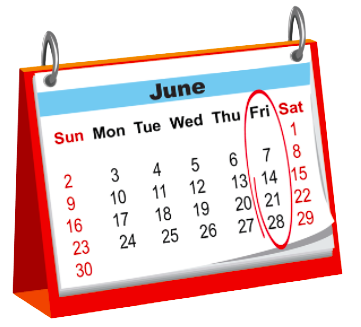 June
Sun Mon Tue Wed Thu Fri Sat
1
2 3 4 5 6 7 8
9 10 11 12 13 14 15
16 17 18 19 20 21 22
23 24 25 26 27 28 29
30